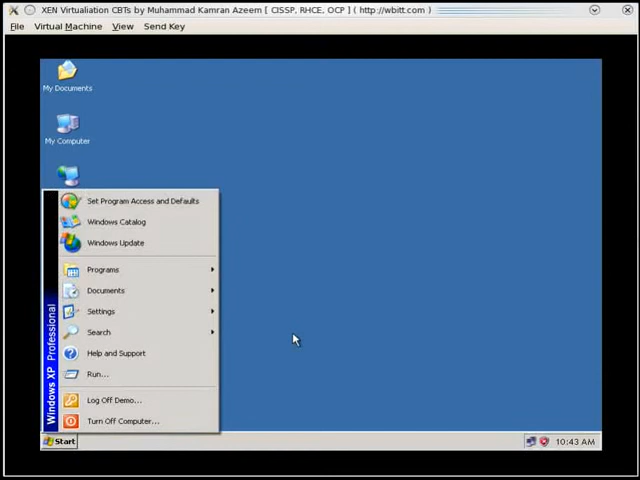 XEN Virtualiation CBTs by Muhammad Kamran Azeem [ CISSP, RHCE, OCP ] ( http://wbitt.com )
File Virtual Machine View Send Key
My Documents
My Computer
Set Program Access and Defaults
Windows Catalog
Windows Update
Programs
Documents
Settings
Search
Help and Support
Run...
Log Off Demo...
Turn Off Computer...
Windows XP Professional
Start 10:43 AM